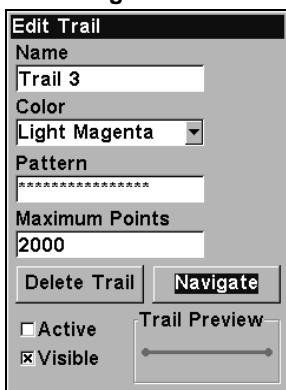 Edit Trail
Name
Trail 3
Color
Light Magenta
Pattern
****************
Maximum Points
2000
Delete Trail Navigate
Active Trail Preview
Visible